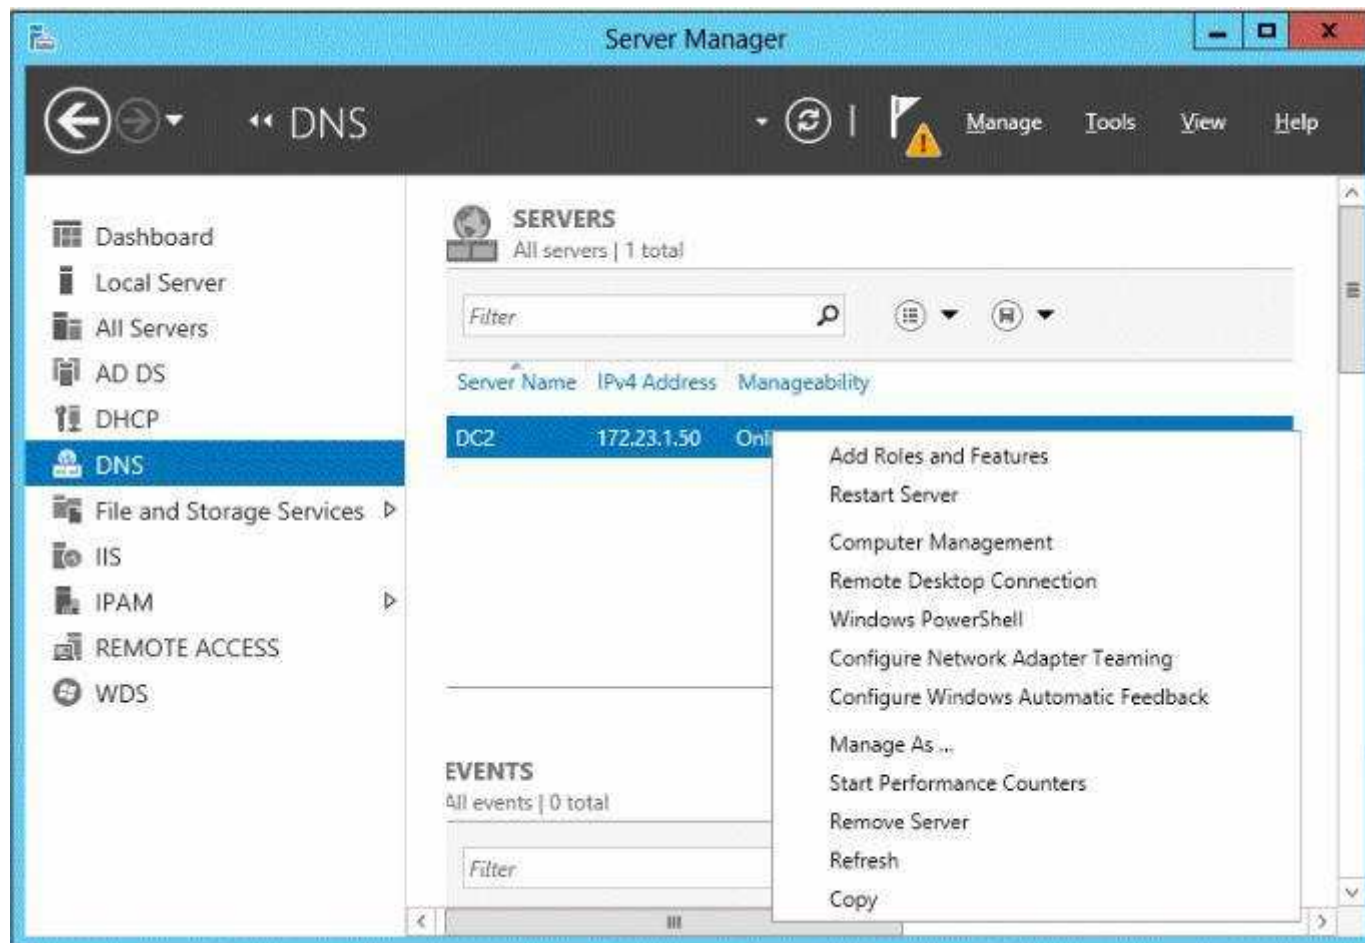 Server Manager
DNS
Manage Tools View Help
Dashboard
Local Server
All Servers
AD DS
DHCP
DNS
File and Storage Services
IIS
IPAM
REMOTE ACCESS
WDS
SERVERS
All servers | 1 total
Filter
Server Name IPv4 Address Manageability
DC2 172.23.1.50 Onli
Add Roles and Features
Restart Server
Computer Management
Remote Desktop Connection
Windows PowerShell
Configure Network Adapter Teaming
Configure Windows Automatic Feedback
Manage As ...
Start Performance Counters
Remove Server
Refresh
Copy
EVENTS
All events | 0 total
Filter